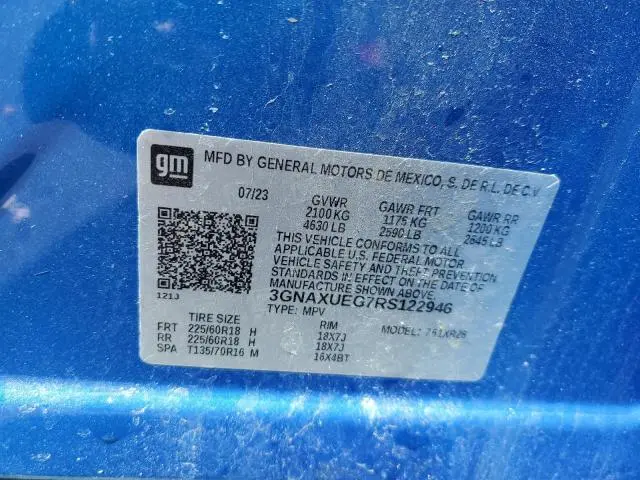 gm MFD BY GENERAL MOTORS DE MEXICO, S. DE R.L. DE C.V.
07/23 GVWR GAWR FRT GAWR RR
2100 KG 1175 KG 1200 KG
4630 LB 2590 LB 2645 LB
THIS VEHICLE CONFORMS TO ALL
APPLICABLE U.S. FEDERAL MOTOR
VEHICLE SAFETY STANDARDS IN
EFFECT ON THE DATE OF
MANUFACTURE SHOWN ABOVE.
121J 3GNAXUEG7RS122946
TYPE: MPV
TIRE SIZE RIM MODEL:
FRT 225/60R18 H 18X7J
RR 225/60R18 H 18X7J
SPA T135/70R16 M 16X4BT